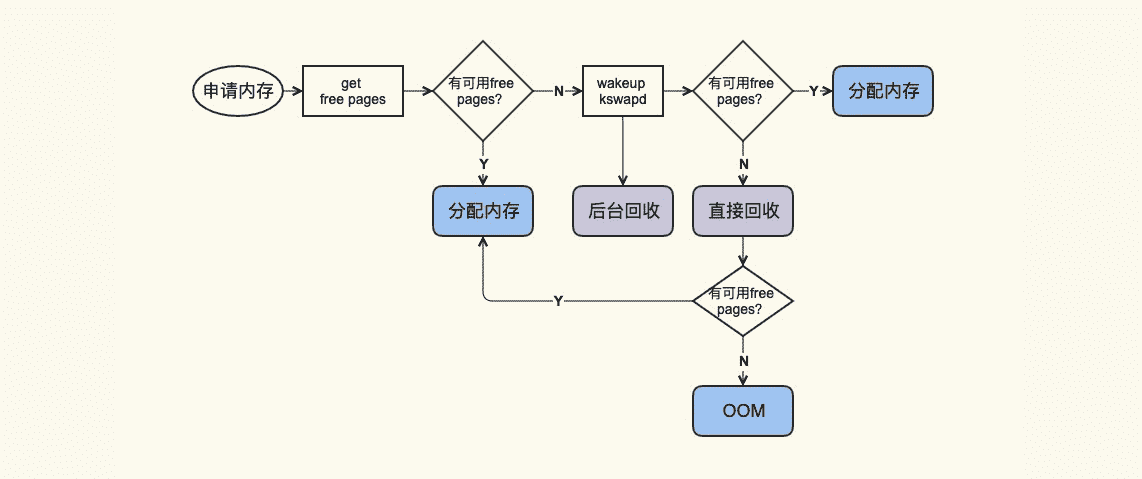 申请内存
get
free pages
有可用free
pages?
N
wakeup
kswapd
有可用free
pages?
Y
分配内存
Y
N
分配内存
后台回收
直接回收
有可用free
pages?
Y
N
OOM